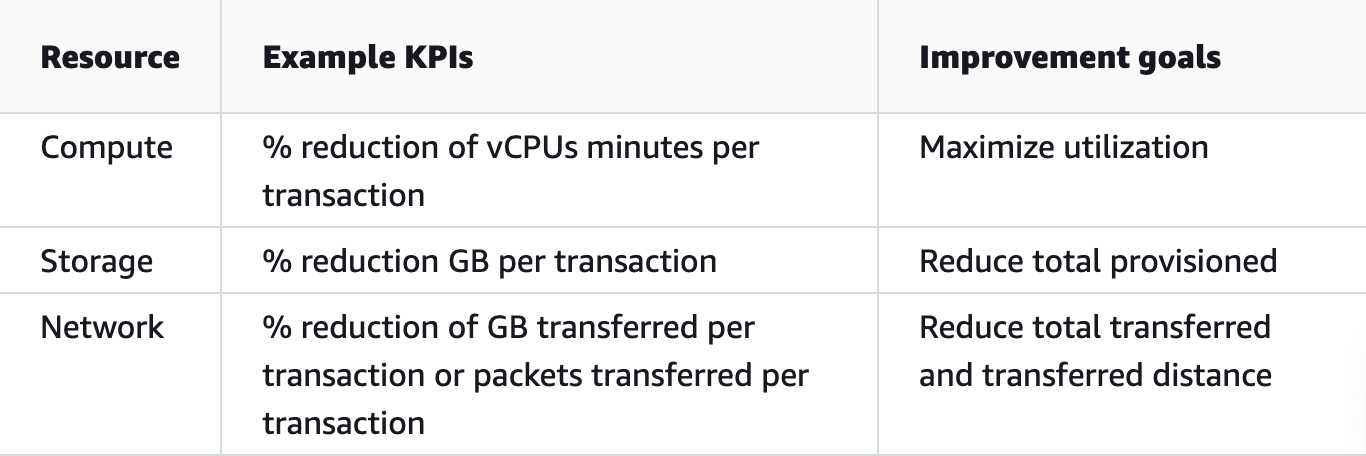 Resource Example KPIs Improvement goals
Compute % reduction of vCPUs minutes per Maximize utilization
transaction
Storage % reduction GB per transaction Reduce total provisioned
Network % reduction of GB transferred per Reduce total transferred
transaction or packets transferred per and transferred distance
transaction